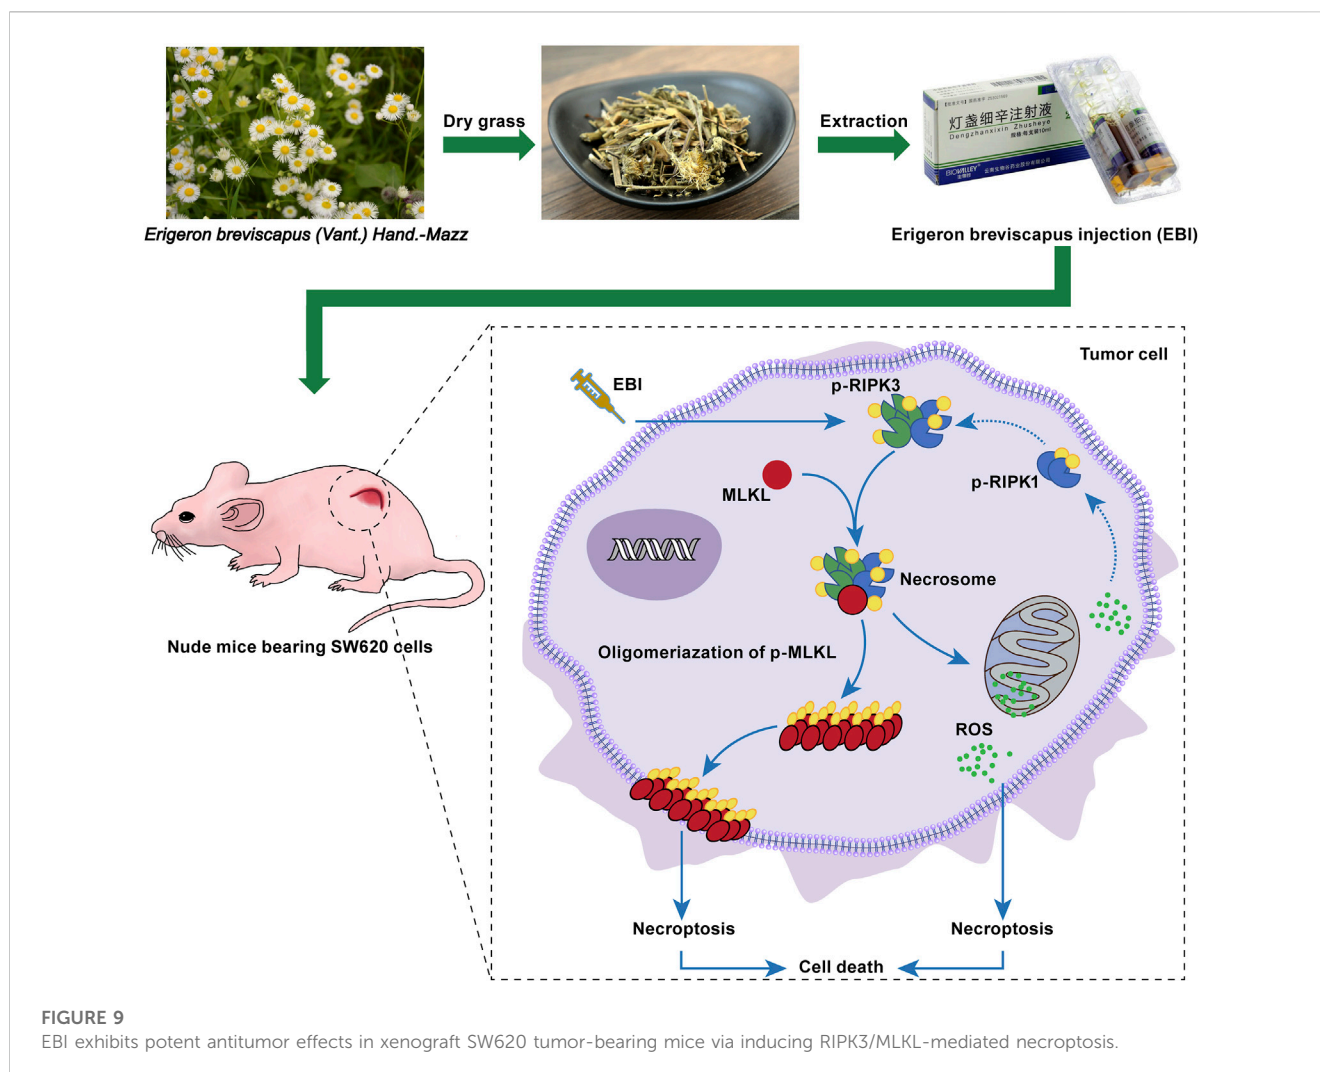 Dry grass
Extraction
灯盏细辛注射液
Dengzhanxixin Zhusheye
BIOVALLEY
Erigeron breviscapus (Vant.) Hand.-Mazz
Erigeron breviscapus injection (EBI)
Tumor cell
EBI
p-RIPK3
MLKL
p-RIPK1
Necrosome
Nude mice bearing SW620 cells
Oligomeriazation of p-MLKL
ROS
Necroptosis
Necroptosis
Cell death
FIGURE 9
EBI exhibits potent antitumor effects in xenograft SW620 tumor-bearing mice via inducing RIPK3/MLKL-mediated necroptosis.